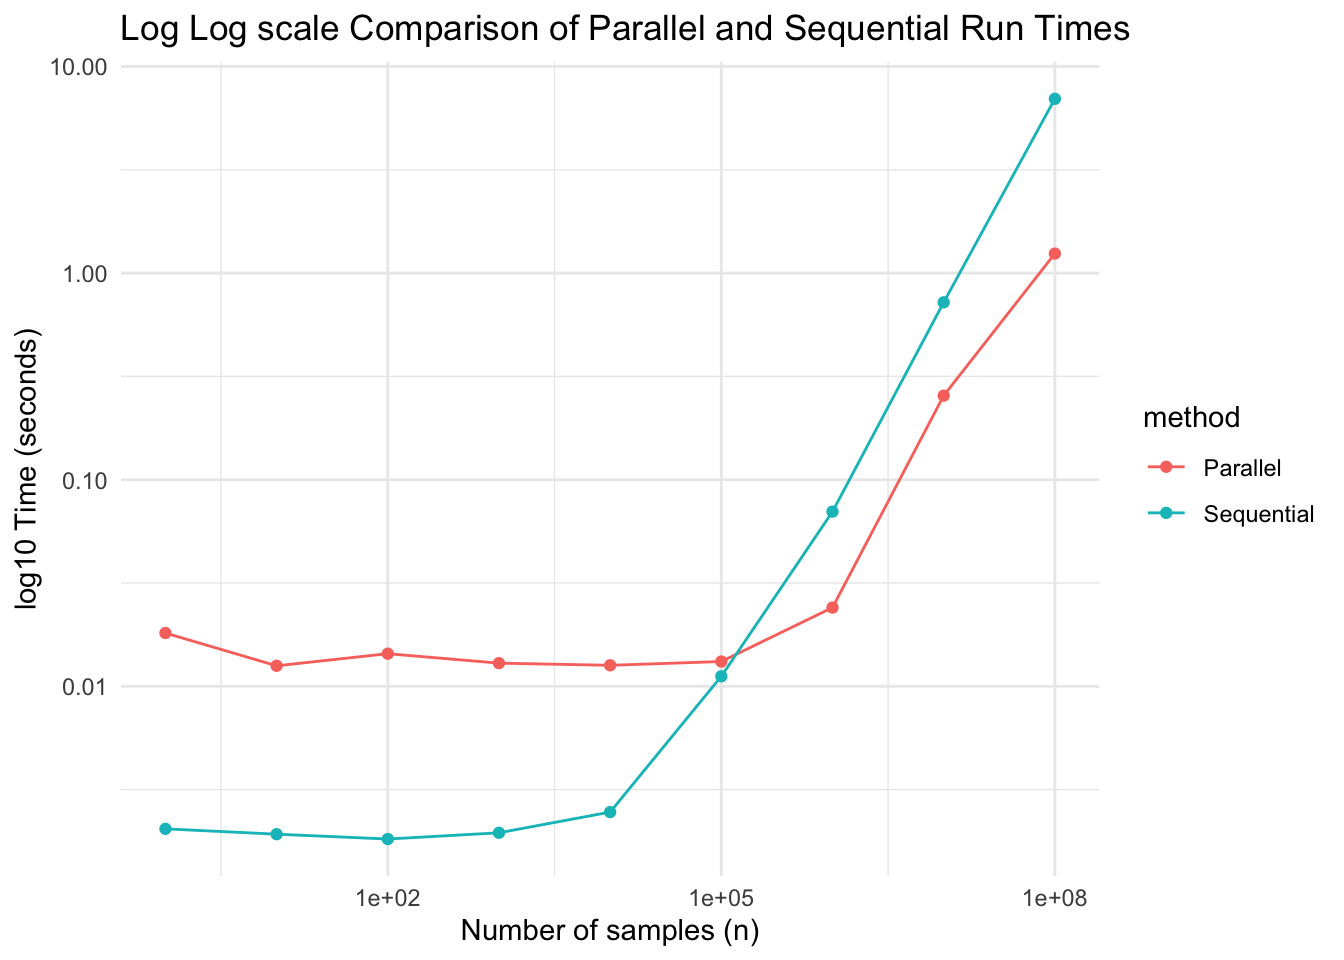 Log Log scale Comparison of Parallel and Sequential Run Times
10.00
1.00
0.10
0.01
log10 Time (seconds)
1e+02
1e+05
1e+08
Number of samples (n)
method
Parallel
Sequential